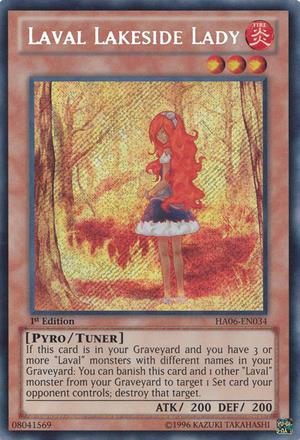 LAVAL LAKESIDE LADY
FIRE
炎
1st Edition
HA06-EN034
[PYRO/TUNER]
If this card is in your Graveyard and you have 3 or
more "Laval" monsters with different names in your
Graveyard: You can banish this card and 1 other "Laval"
monster from your Graveyard to target 1 Set card your
opponent controls; destroy that target.
ATK/ 200 DEF/ 200
08041569
©1996 KAZUKI TAKAHASHI